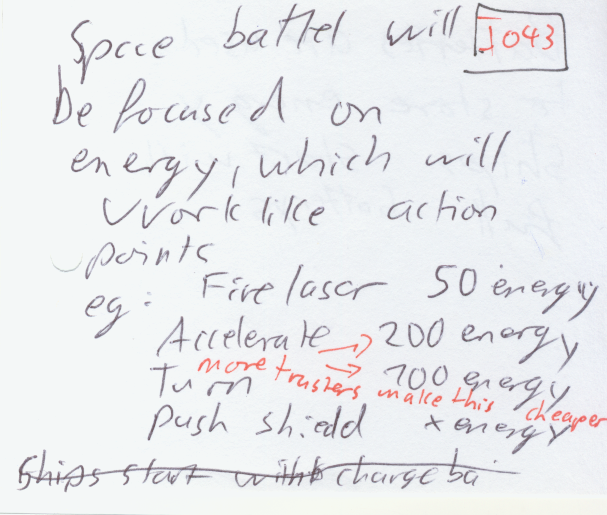 Space battel will J043
be focused on
energy, which will
work like action
points
eg: Fire laser 50 energy
Accelerate → 200 energy
more trusters make this cheaper
Turn → 100 energy
Push shield x energy
Ships start with charge ba